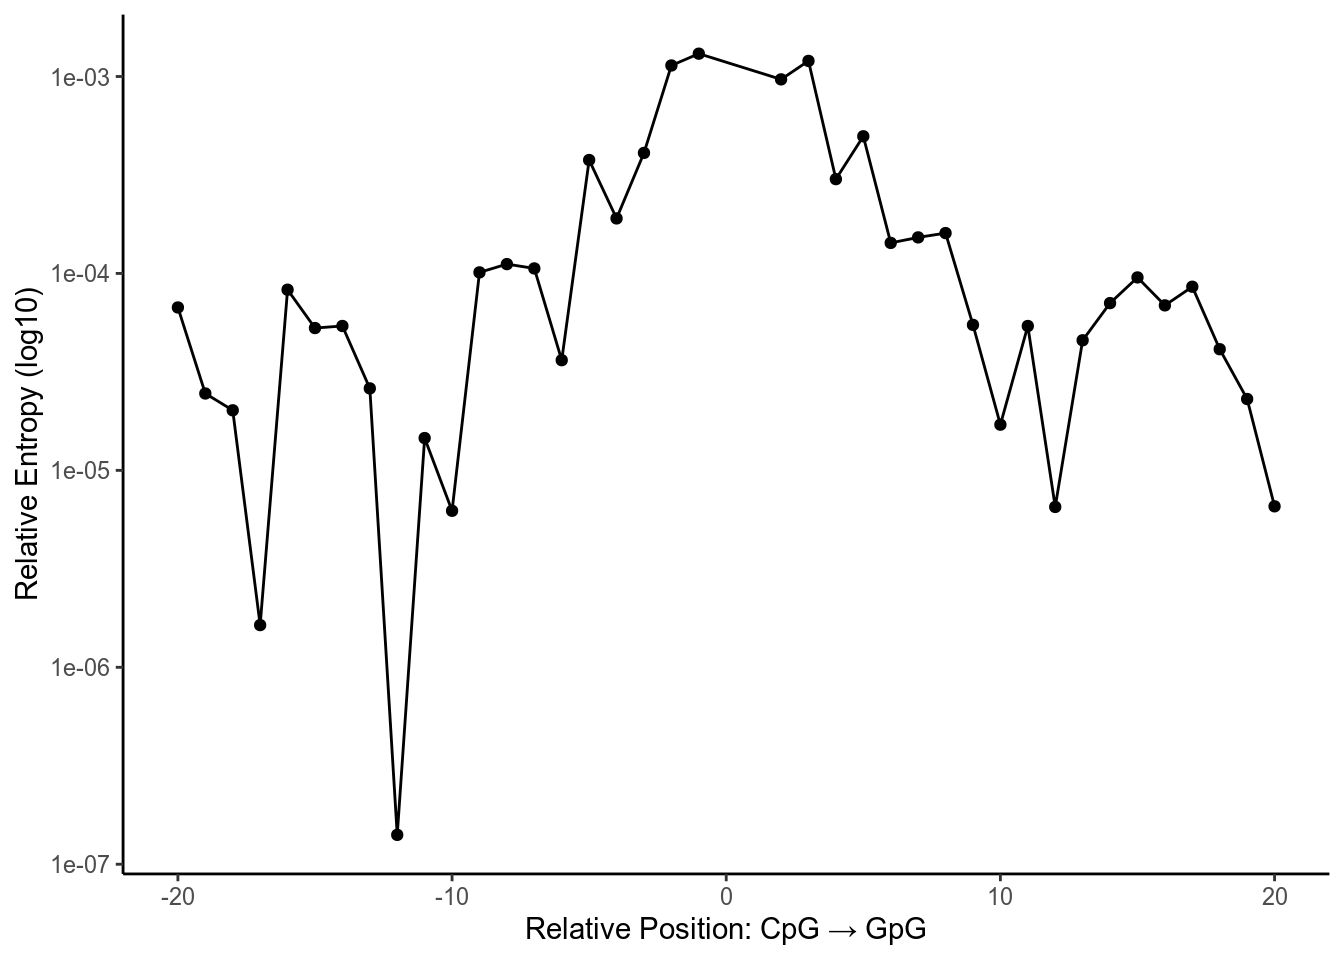 Relative Entropy (log10)
1e-03
1e-04
1e-05
1e-06
1e-07
-20 -10 0 10 20
Relative Position: CpG → GpG